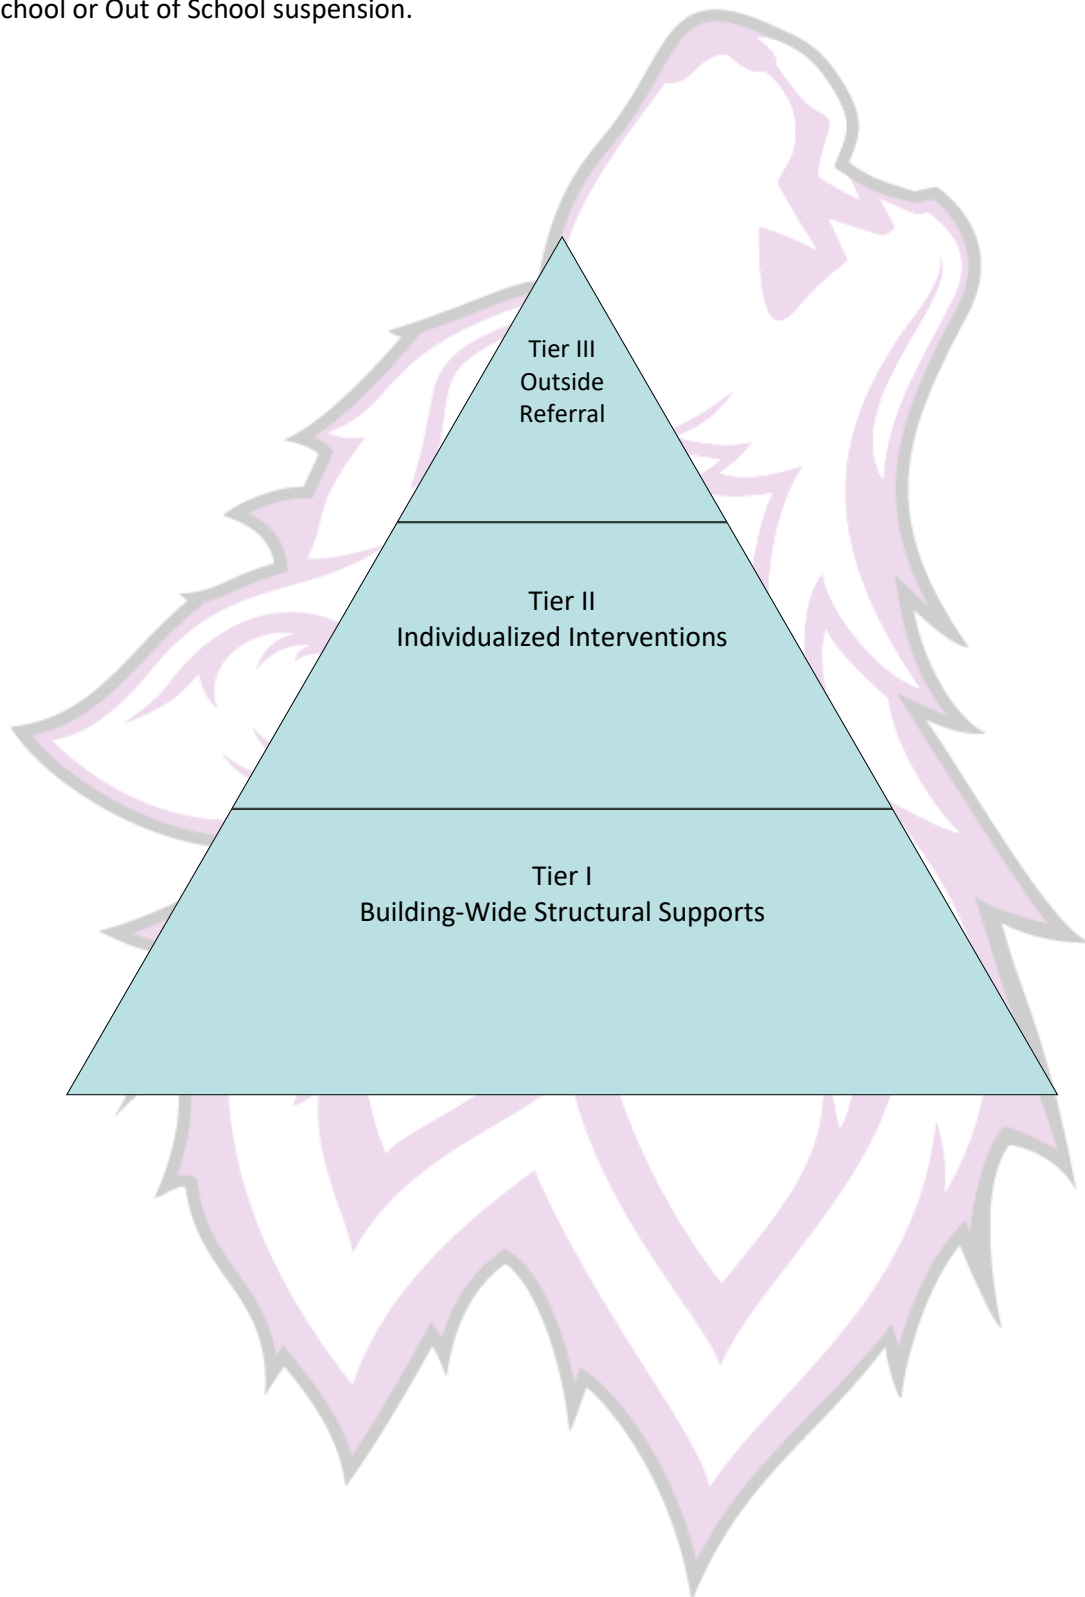 chool or Out of School suspension.
Tier III
Outside
Referral
Tier II
Individualized Interventions
Tier I
Building-Wide Structural Supports